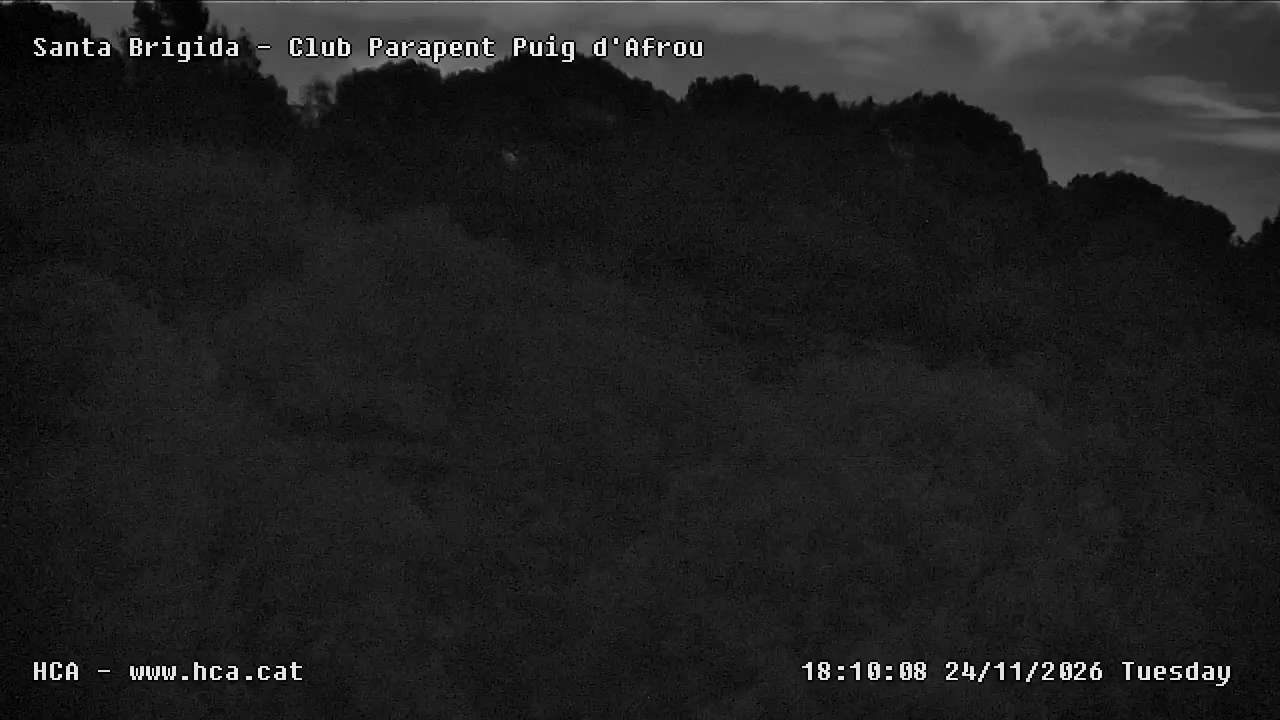 Santa Brigida - Club Parapent Puig d'Afrou
HCA - www.hca.cat
18:10:08 24/11/2026 Tuesday